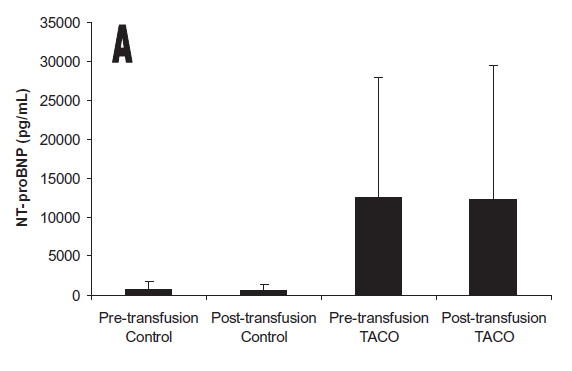 A
NT-proBNP (pg/mL)
35000
30000
25000
20000
15000
10000
5000
0
Pre-transfusion Control
Post-transfusion Control
Pre-transfusion TACO
Post-transfusion TACO